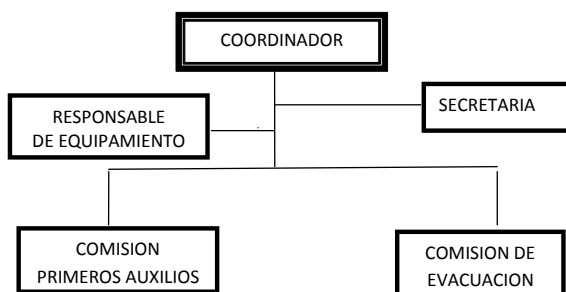 COORDINADOR
SECRETARIA
RESPONSABLE
DE EQUIPAMIENTO
COMISION
PRIMEROS AUXILIOS
COMISION DE
EVACUACION